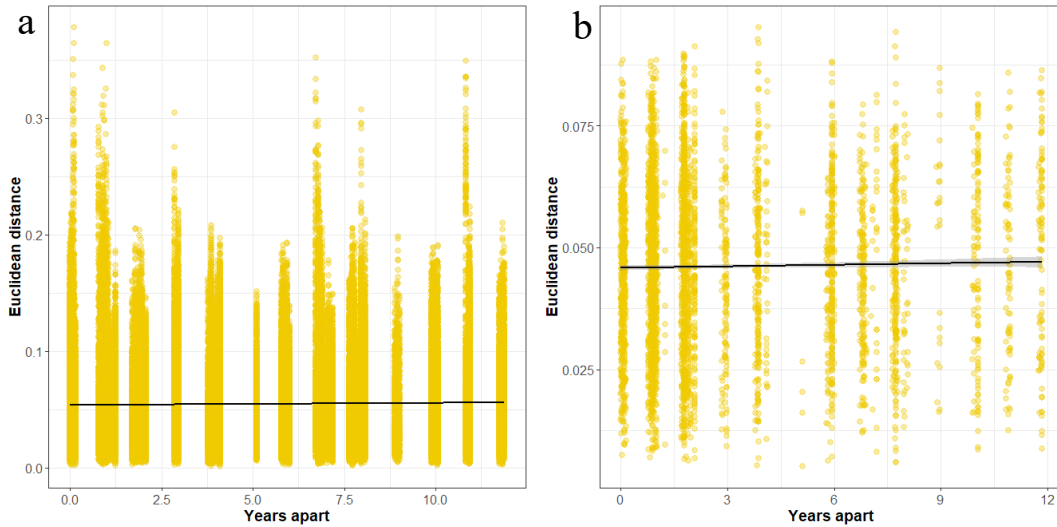 a
Euclidean distance
0.3
0.2
0.1
0.0
0.0 2.5 5.0 7.5 10.0
Years apart
b
Euclidean distance
0.075
0.050
0.025
0 3 6 9 12
Years apart